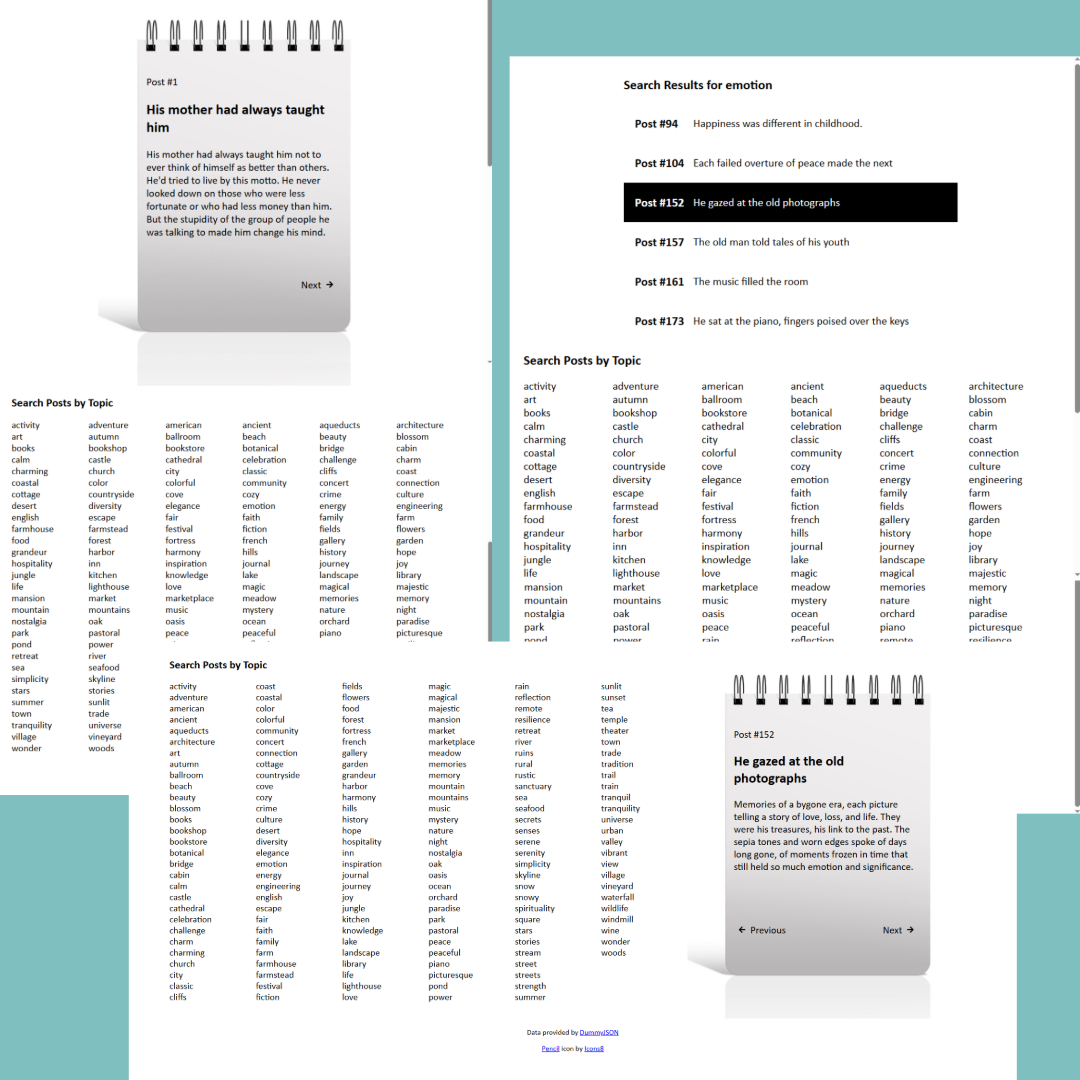 Post #1
His mother had always taught
him
His mother had always taught him not to
ever think of himself as better than others.
He'd tried to live by this motto. He never
looked down on those who were less
fortunate or who had less money than him.
But the stupidity of the group of people he
was talking to made him change his mind.
Next →
Search Posts by Topic
activity adventure american ancient aqueducts architecture
art autumn ballroom beach beauty blossom
books bookshop bookstore botanical bridge cabin
calm castle cathedral celebration challenge charm
charming church city classic cliffs coast
coastal color colorful community concert connection
cottage countryside cove cozy crime culture
desert diversity elegance emotion energy engineering
english escape fair faith family farm
farmhouse farmstead festival fiction fields flowers
food forest fortress french gallery garden
grandeur harbor harmony hills history hope
hospitality inn inspiration journal journey joy
jungle kitchen knowledge lake landscape library
life lighthouse love magic magical majestic
mansion market marketplace meadow memories memory
mountain mountains music mystery nature night
nostalgia oak oasis ocean orchard paradise
park pastoral peace peaceful piano picturesque
pond power
retreat river
sea seafood
simplicity skyline
stars stories
summer sunlit
town trade
tranquility universe
village vineyard
wonder woods
Search Results for emotion
Post #94 Happiness was different in childhood.
Post #104 Each failed overture of peace made the next
Post #152 He gazed at the old photographs
Post #157 The old man told tales of his youth
Post #161 The music filled the room
Post #173 He sat at the piano, fingers poised over the keys
Search Posts by Topic
activity adventure american ancient aqueducts architecture
art autumn ballroom beach beauty blossom
books bookshop bookstore botanical bridge cabin
calm castle cathedral celebration challenge charm
charming church city classic cliffs coast
coastal color colorful community concert connection
cottage countryside cove cozy crime culture
desert diversity elegance emotion energy engineering
english escape fair faith family farm
farmhouse farmstead festival fiction fields flowers
food forest fortress french gallery garden
grandeur harbor harmony hills history hope
hospitality inn inspiration journal journey joy
jungle kitchen knowledge lake landscape library
life lighthouse love magic magical majestic
mansion market marketplace meadow memories memory
mountain mountains music mystery nature night
nostalgia oak oasis ocean orchard paradise
park pastoral peace peaceful piano picturesque
pond power rain reflection remote resilience
Search Posts by Topic
activity coast fields magic rain sunlit
adventure coastal flowers magical reflection sunset
american color food majestic remote tea
ancient colorful forest mansion resilience temple
aqueducts community fortress market retreat theater
architecture concert french marketplace river town
art connection gallery meadow ruins trade
autumn cottage garden memories rural tradition
ballroom countryside grandeur memory rustic trail
beach cove harbor mountain sanctuary train
beauty cozy harmony mountains sea tranquil
blossom crime hills music seafood tranquility
books culture history mystery secrets universe
bookshop desert hope nature senses urban
bookstore diversity hospitality night serene valley
botanical elegance inn nostalgia serenity vibrant
bridge emotion inspiration oak simplicity view
cabin energy journal oasis skyline village
calm engineering journey ocean snow vineyard
castle english joy orchard snowy waterfall
cathedral escape jungle paradise spirituality wildlife
celebration fair kitchen park square windmill
challenge faith knowledge pastoral stars wine
charm family lake peace stories wonder
charming farm landscape peaceful stream woods
church farmhouse library piano street
city farmstead life picturesque streets
classic festival lighthouse pond strength
cliffs fiction love power summer
Post #152
He gazed at the old
photographs
Memories of a bygone era, each picture
telling a story of love, loss, and life. They
were his treasures, his link to the past. The
sepia tones and worn edges spoke of days
long gone, of moments frozen in time that
still held so much emotion and significance.
← Previous Next →
Data provided by DummyJSON
Pencil icon by Icons8